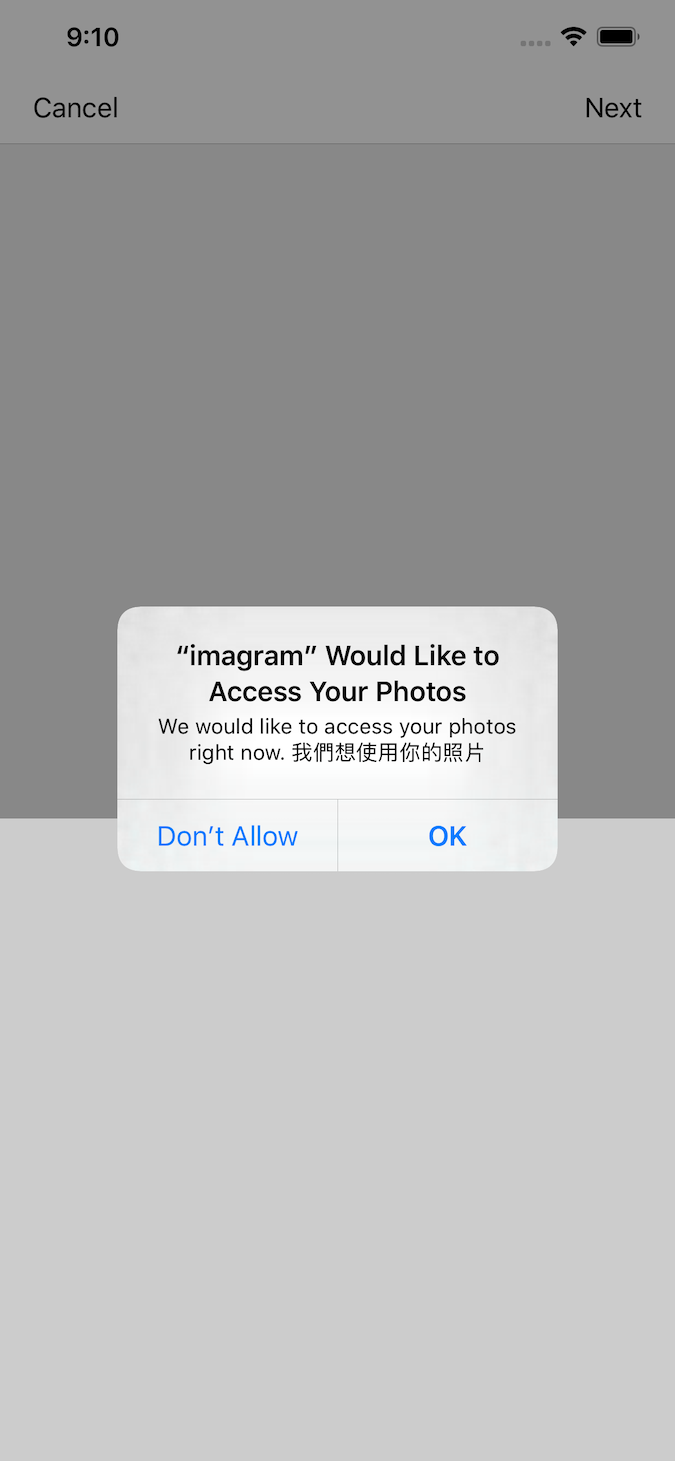 9:10
Cancel
Next
“imagram” Would Like to
Access Your Photos
We would like to access your photos
right now. 我們想使用你的照片
Don’t Allow
OK